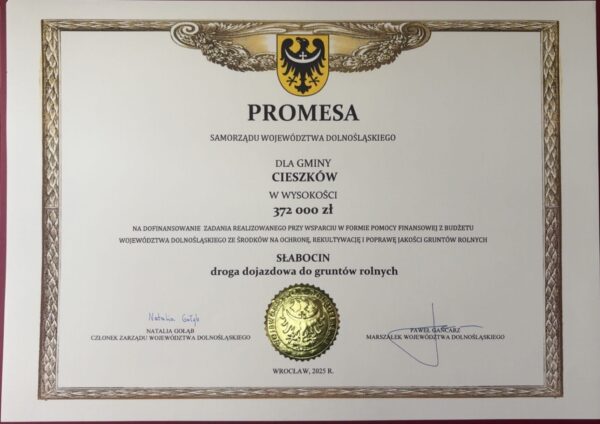 PROMESA
SAMORZĄDU WOJEWÓDZTWA DOLNOŚLĄSKIEGO
DLA GMINY
CIESZKÓW
W WYSOKOŚCI
372 000 zł
NA DOFINANSOWANIE ZADANIA REALIZOWANEGO PRZY WSPARCIU W FORMIE POMOCY FINANSOWEJ Z BUDŻETU
WOJEWÓDZTWA DOLNOŚLĄSKIEGO ZE ŚRODKÓW NA OCHRONĘ, REKULTYWACJĘ I POPRAWĘ JAKOŚCI GRUNTÓW ROLNYCH
SŁABOCIN
droga dojazdowa do gruntów rolnych
Natalia Gołąb
NATALIA GOŁĄB
CZŁONEK ZARZĄDU WOJEWÓDZTWA DOLNOŚLĄSKIEGO
PAWEŁ GANCARZ
MARSZAŁEK WOJEWÓDZTWA DOLNOŚLĄSKIEGO
WROCŁAW, 2025 R.